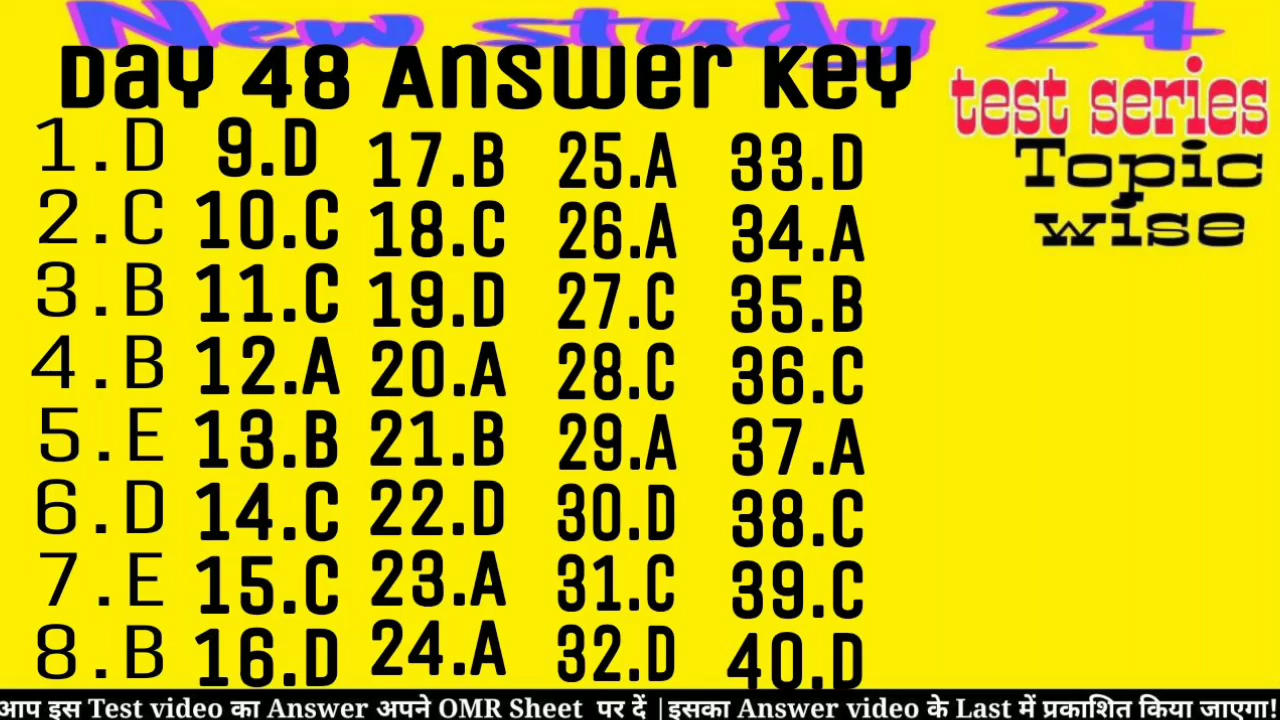 New study 24
Day 48 Answer Key
test series
Topic
wise
1.D
2.C
3.B
4.B
5.E
6.D
7.E
8.B
9.D
10.C
11.C
12.A
13.B
14.C
15.C
16.D
17.B
18.C
19.D
20.A
21.B
22.D
23.A
24.A
25.A
26.A
27.C
28.C
29.A
30.D
31.C
32.D
33.D
34.A
35.B
36.C
37.A
38.C
39.C
40.D
आप इस Test video का Answer अपने OMR Sheet पर दें |इसका Answer video के Last में प्रकाशित किया जाएगा!